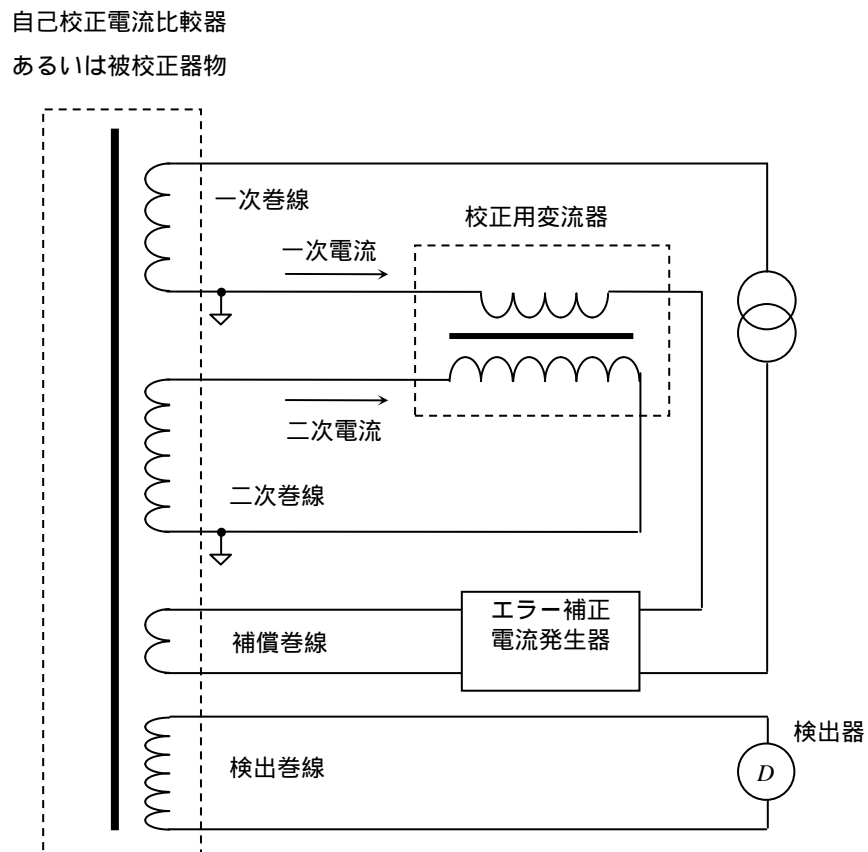 自己校正電流比較器
あるいは被校正器物
一次巻線
校正用変流器
一次電流
二次電流
二次巻線
エラー補正
電流発生器
補償巻線
検出器
検出巻線
D